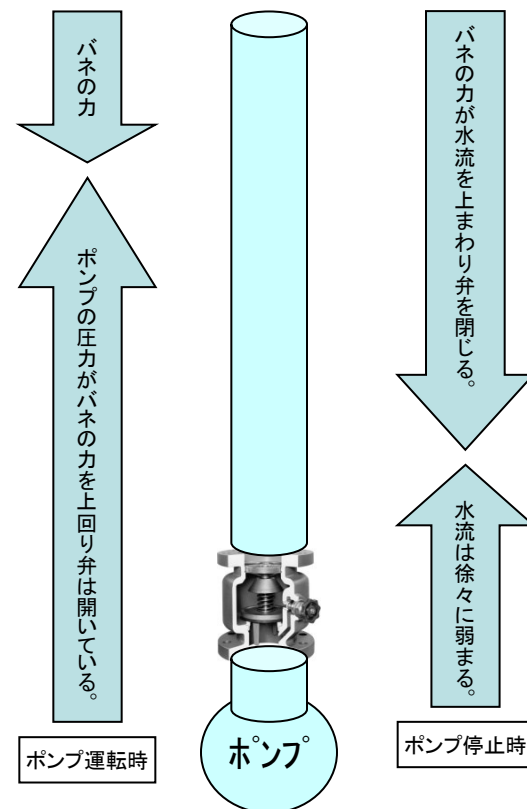 バネの力
ポンプの圧力がバネの力を上回り弁は開いている。
ポンプ運転時
ポンプ
バネの力が水流を上まわり弁を閉じる。
水流は徐々に弱まる。
ポンプ停止時